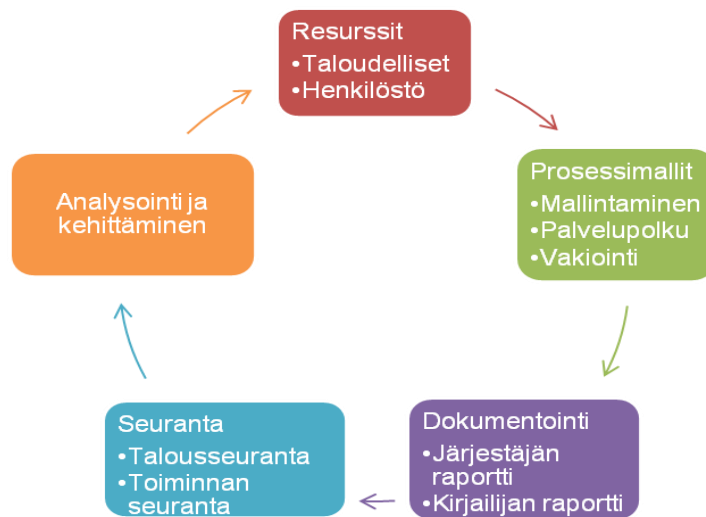 Resurssit
•Taloudelliset
•Henkilöstö
Prosessimallit
•Mallintaminen
•Palvelupolku
•Vakiointi
Dokumentointi
•Järjestäjän
raportti
•Kirjailijan raportti
Seuranta
•Talousseuranta
•Toiminnan
seuranta
Analysointi ja
kehittäminen